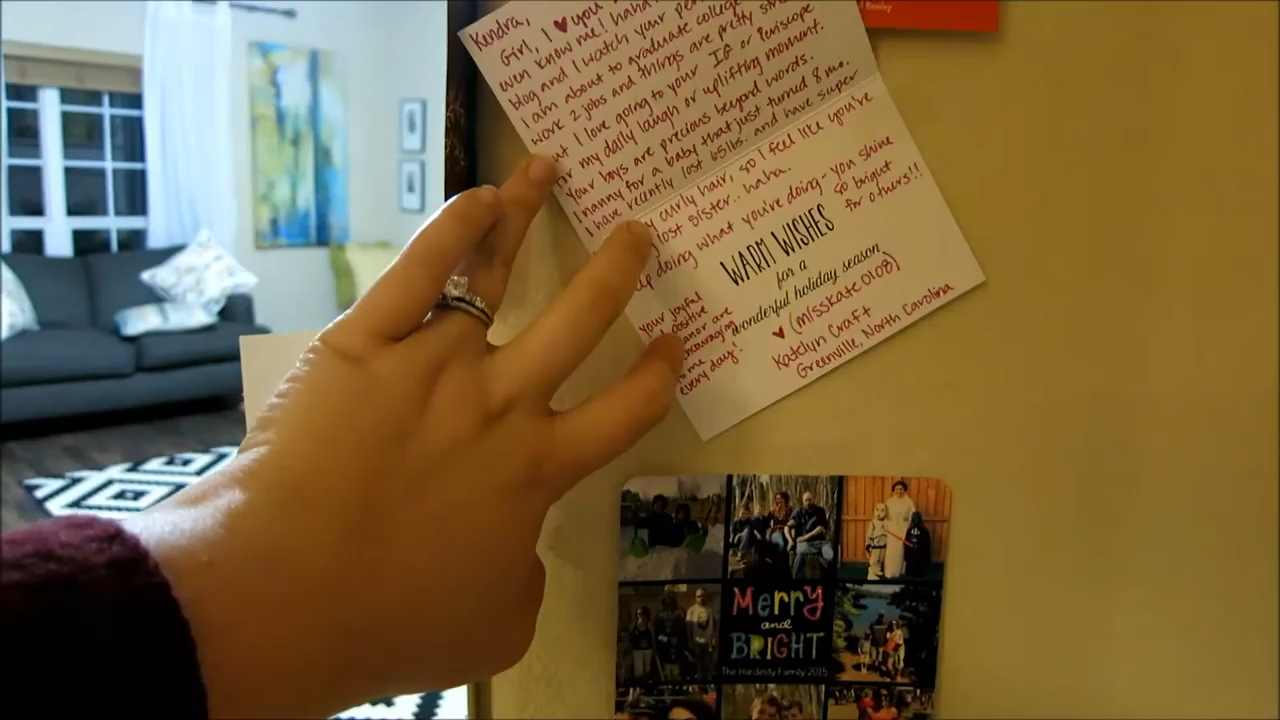 Kendra,
Girl, I ♥ you
even know me! haha
blog and I watch your per
I am about to graduate college
work 2 jobs and things are pretty
but I love going to your IG or Periscope
for my daily laugh or uplifting moment.
Your boys are precious beyond words.
I nanny for a baby that just turned 8 mo.
I have recently lost 65lbs. and have super
curly hair, so I feel like you're
lost sister.. haha.
doing what you're doing - you shine
so bright
for others!!
WARM WISHES
for a
wonderful holiday season
your joyful
positive
are
encouraging
to me
every day!
♥ (misskate0108)
Katelyn Craft
Greenville, North Carolina
Merry
and
BRIGHT
The Hardesty Family 2015